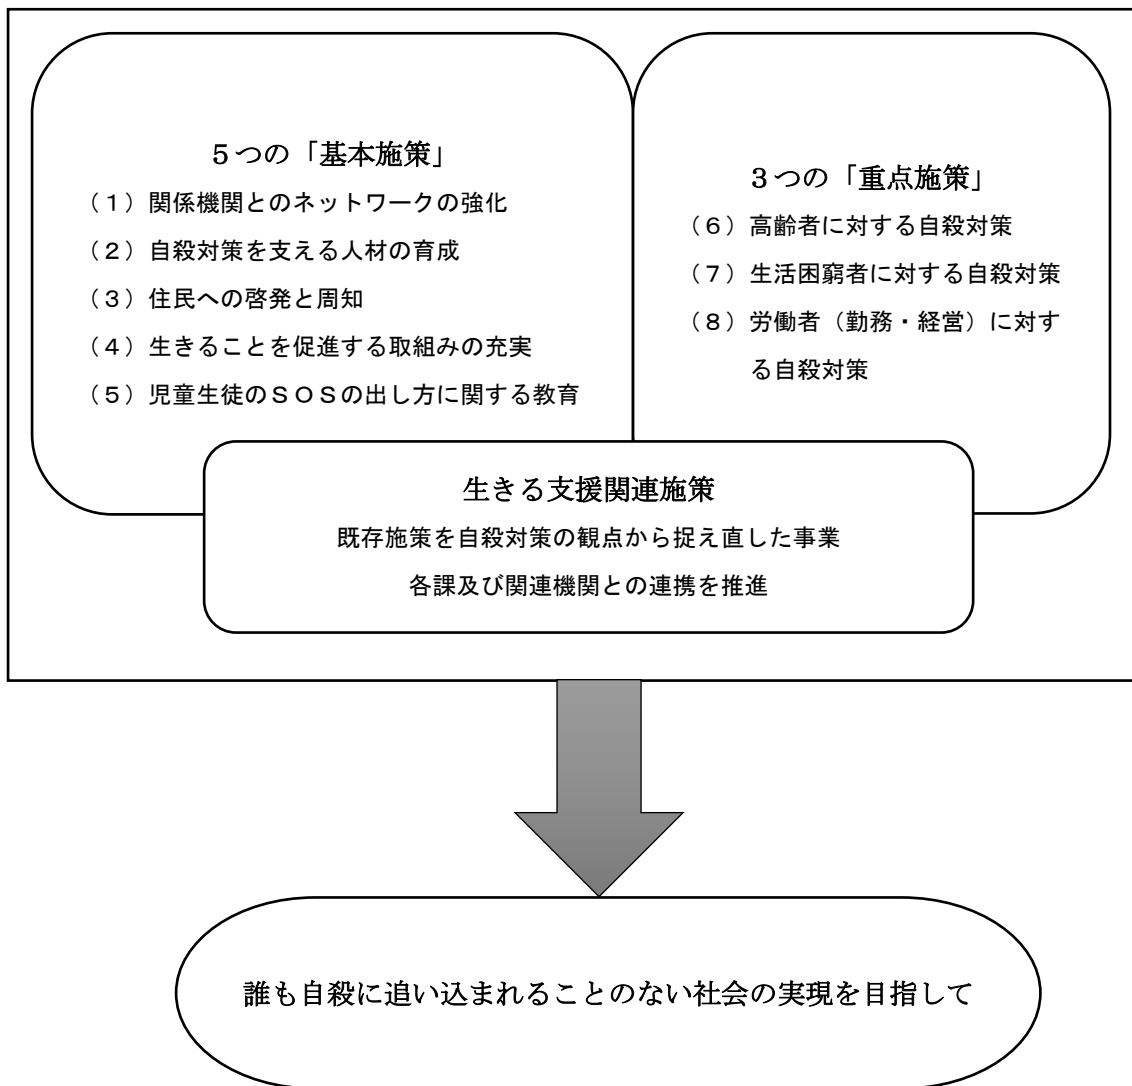 ５つの「基本施策」
（１）関係機関とのネットワークの強化
（２）自殺対策を支える人材の育成
（３）住民への啓発と周知
（４）生きることを促進する取組みの充実
（５）児童生徒のＳＯＳの出し方に関する教育
３つの「重点施策」
（６）高齢者に対する自殺対策
（７）生活困窮者に対する自殺対策
（８）労働者（勤務・経営）に対す
る自殺対策
生きる支援関連施策
既存施策を自殺対策の観点から捉え直した事業
各課及び関連機関との連携を推進
誰も自殺に追い込まれることのない社会の実現を目指して